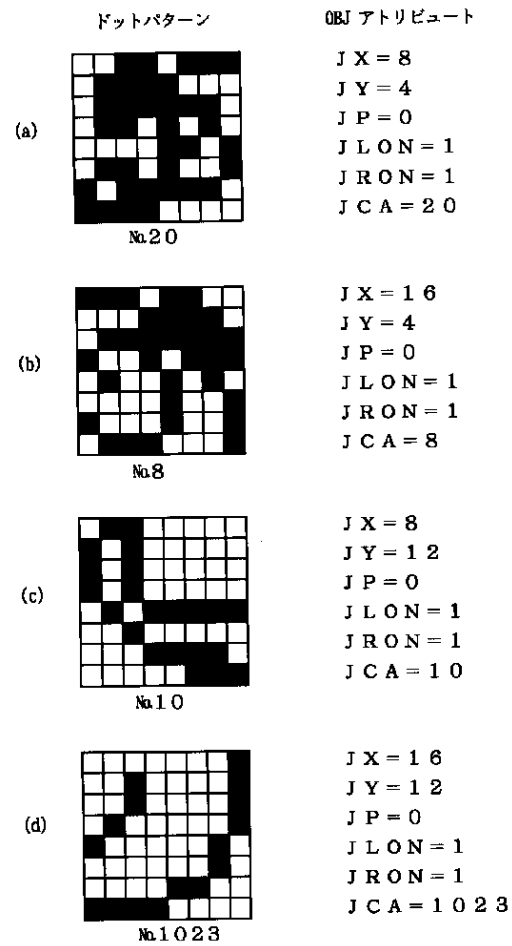 ドットパターン OBJ アトリビュート
(a)
JX=8
JY=4
JP=0
JLON=1
JRON=1
JCA=20
No.20
(b)
JX=16
JY=4
JP=0
JLON=1
JRON=1
JCA=8
No.8
(c)
JX=8
JY=12
JP=0
JLON=1
JRON=1
JCA=10
No.10
(d)
JX=16
JY=12
JP=0
JLON=1
JRON=1
JCA=1023
No.1023